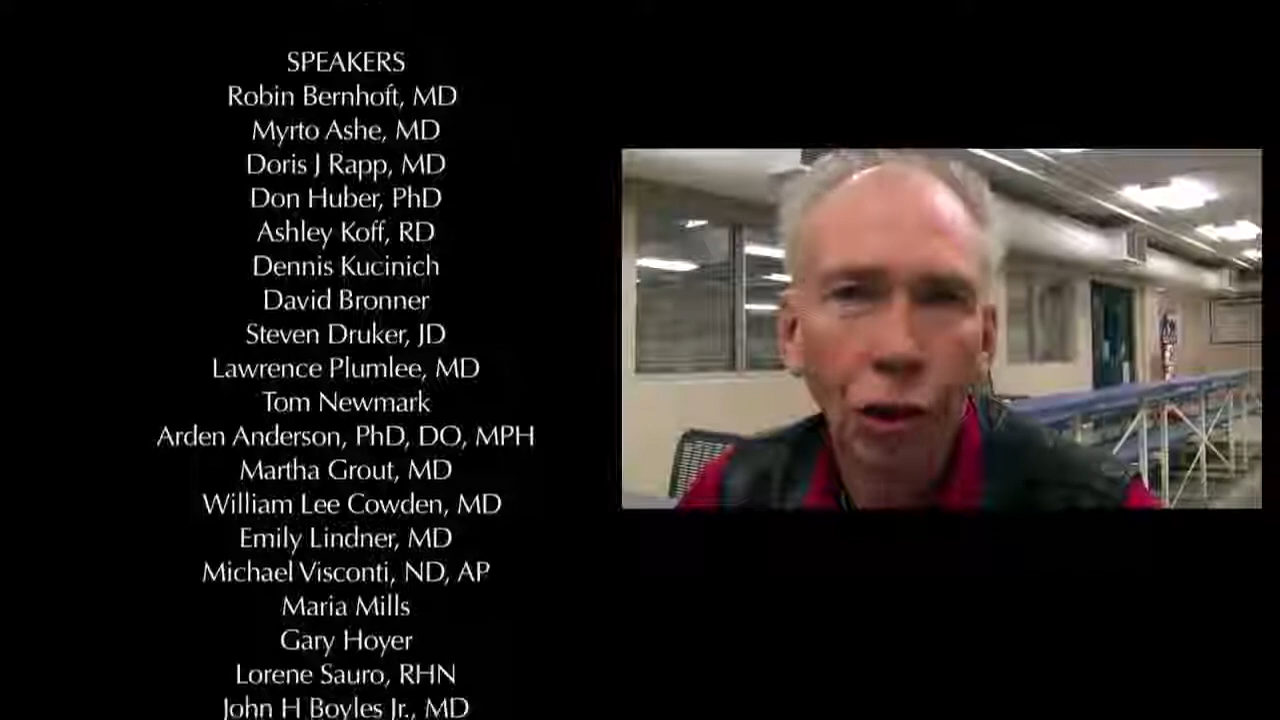 SPEAKERS
Robin Bernhoft, MD
Myrto Ashe, MD
Doris J Rapp, MD
Don Huber, PhD
Ashley Koff, RD
Dennis Kucinich
David Bronner
Steven Druker, JD
Lawrence Plumlee, MD
Tom Newmark
Arden Anderson, PhD, DO, MPH
Martha Grout, MD
William Lee Cowden, MD
Emily Lindner, MD
Michael Visconti, ND, AP
Maria Mills
Gary Hoyer
Lorene Sauro, RHN
John H Boyles Jr., MD